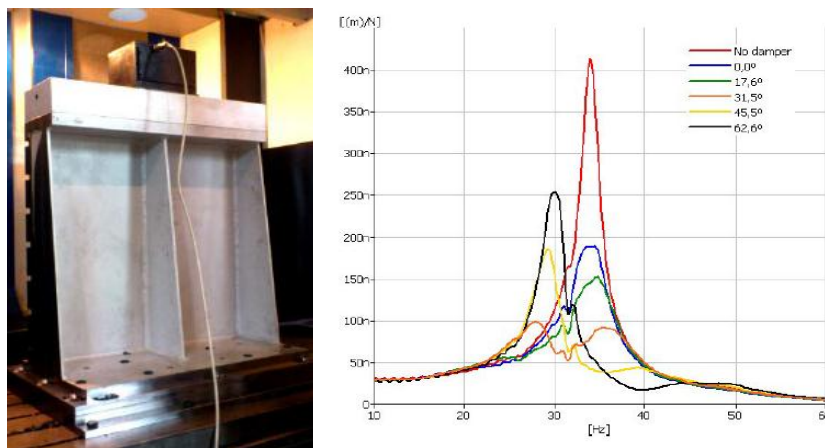 [(m)/N]
400n
350n
300n
250n
200n
150n
100n
50n
0
10
20
30
40
50
60
[Hz]
No damper
0,0º
17,6º
31,5º
45,5º
62,6º